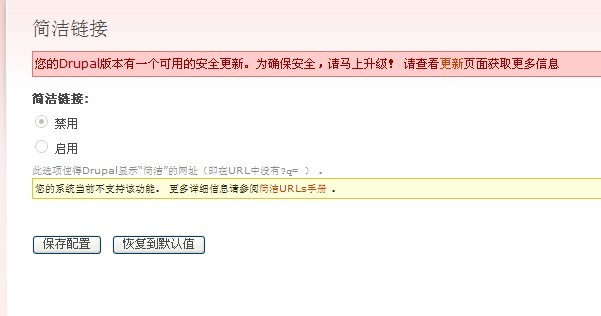 简洁链接
您的Drupal版本有一个可用的安全更新。为确保安全，请马上升级！ 请查看更新页面获取更多信息
简洁链接：
禁用
启用
此选项使得Drupal显示“简洁”的网址（即在URL中没有?q= ）.
您的系统当前不支持该功能。 更多详细信息请参阅简洁URLs手册 .
保存配置 恢复到默认值